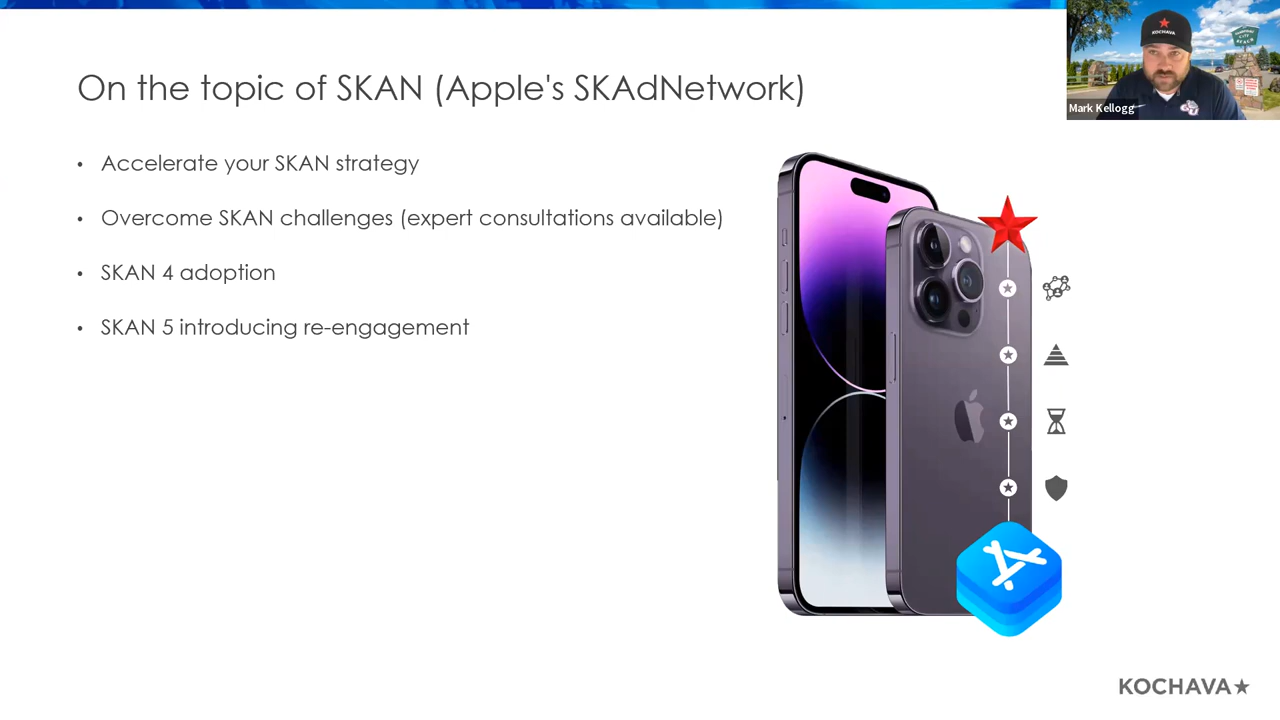 On the topic of SKAN (Apple's SKAdNetwork)
• Accelerate your SKAN strategy
• Overcome SKAN challenges (expert consultations available)
• SKAN 4 adoption
• SKAN 5 introducing re-engagement
KOCHAVA
Mark Kellogg
KOCHAVA